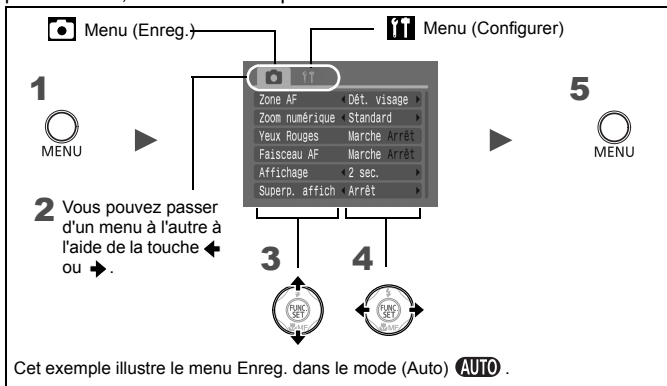 Menu (Enreg.)
Menu (Configurer)
1
MENU
5
MENU
Zone AF Dét. visage
Zoom numérique Standard
Yeux Rouges Marche Arrêt
Faisceau AF Marche Arrêt
Affichage 2 sec.
Superp. affich Arrêt
2 Vous pouvez passer
d'un menu à l'autre à
l'aide de la touche
ou .
3
4
FUNC.
SET
MF
FUNC.
SET
MF
Cet exemple illustre le menu Enreg. dans le mode (Auto) AUTO .